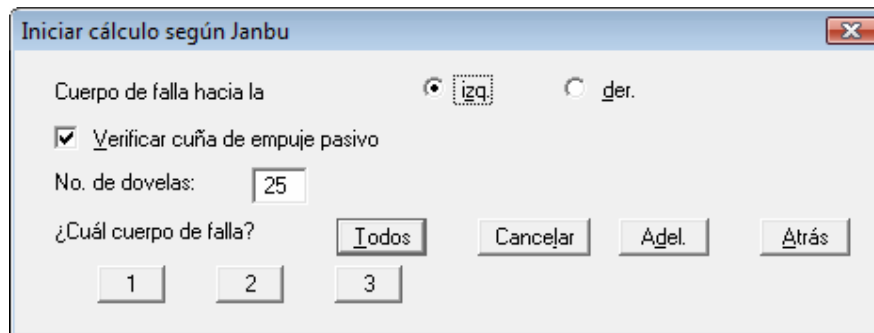 Iniciar cálculo según Janbu
Cuerpo de falla hacia la izq. der.
Verificar cuña de empuje pasivo
No. de dovelas: 25
¿Cuál cuerpo de falla? Todos Cancelar Adel. Atrás
1 2 3